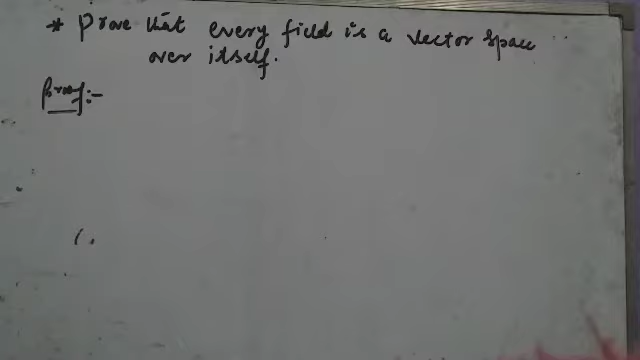 * Prove that every field is a vector space
over itself.
Proof:-
(.